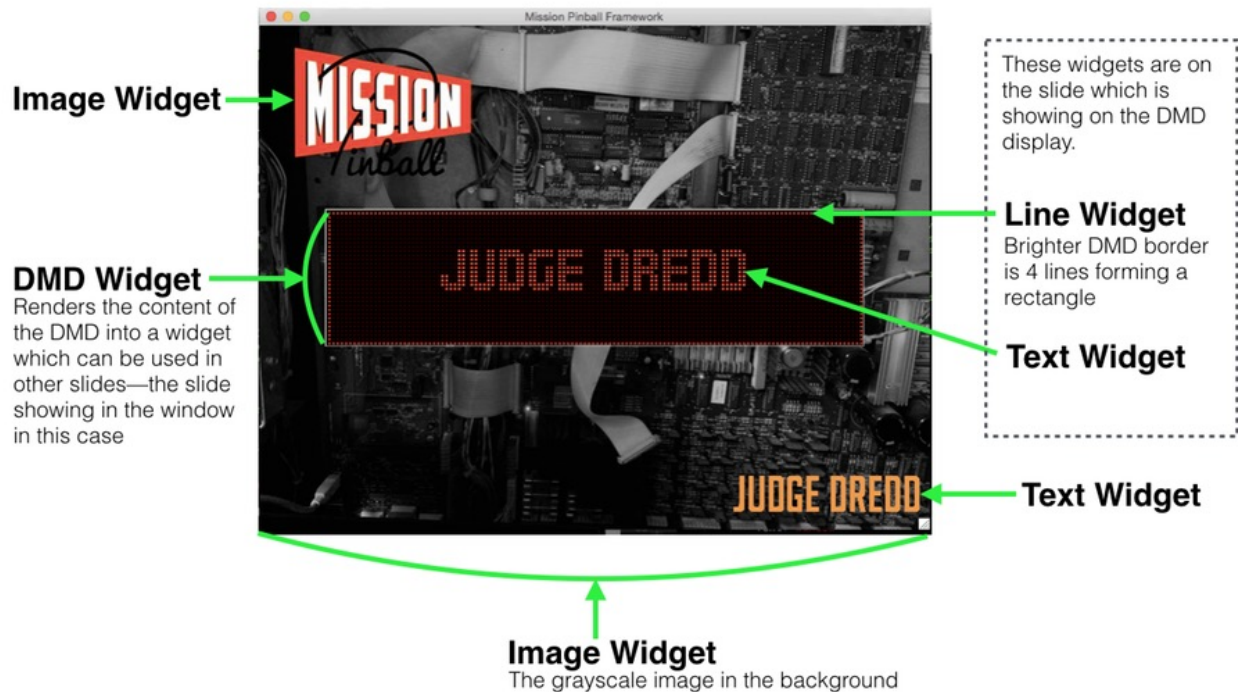 Mission Pinball Framework
Image Widget
MISSION
Pinball
These widgets are on
the slide which is
showing on the DMD
display.
Line Widget
Brighter DMD border
is 4 lines forming a
rectangle
DMD Widget
Renders the content of
the DMD into a widget
which can be used in
other slides—the slide
showing in the window
in this case
JUDGE DREDD
Text Widget
JUDGE DREDD
Text Widget
Image Widget
The grayscale image in the background